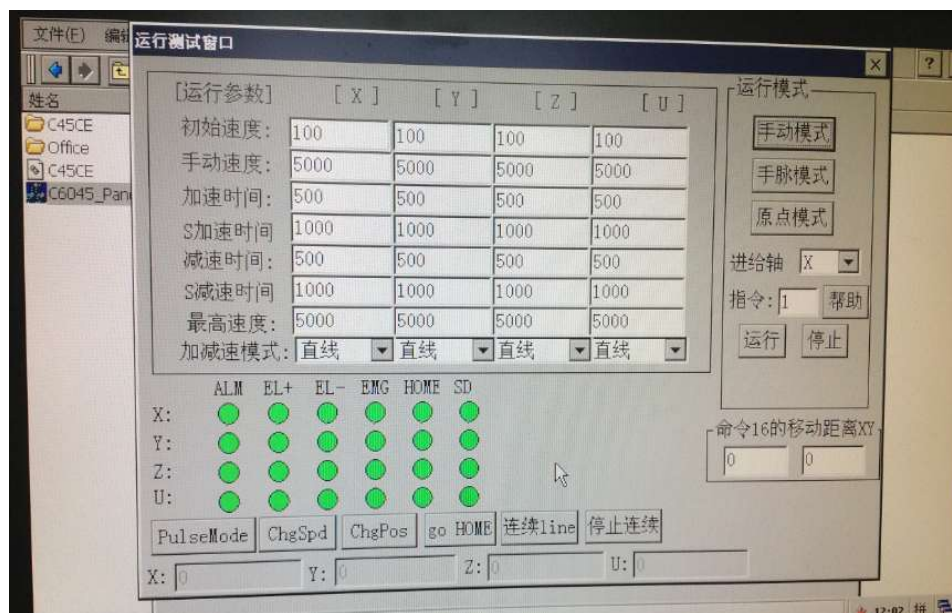 文件(F) 编辑
运行测试窗口
?
姓名
C45CE
Office
C45CE
C6045_Pan
[运行参数] [X] [Y] [Z] [U]
初始速度: 100 100 100 100
手动速度: 5000 5000 5000 5000
加速时间: 500 500 500 500
S加速时间 1000 1000 1000 1000
减速时间: 500 500 500 500
S减速时间 1000 1000 1000 1000
最高速度: 5000 5000 5000 5000
加减速模式: 直线 直线 直线 直线
运行模式
手动模式
手脉模式
原点模式
进给轴 X
指令: 1 帮助
运行 停止
ALM EL+ EL- EMG HOME SD
X:
Y:
Z:
U:
命令16的移动距离XY
0 0
PulseMode ChgSpd ChgPos go HOME 连续line 停止连续
X: 0 Y: 0 Z: 0 U: 0
12:02 拼